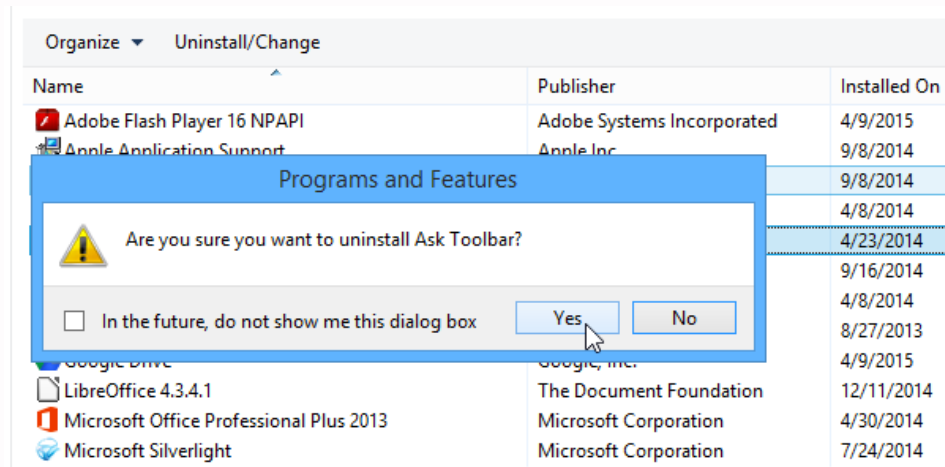 Organize Uninstall/Change
Name Publisher Installed On
Adobe Flash Player 16 NPAPI Adobe Systems Incorporated 4/9/2015
Apple Application Support Apple Inc. 9/8/2014
Programs and Features
9/8/2014
4/8/2014
Are you sure you want to uninstall Ask Toolbar?
4/23/2014
9/16/2014
4/8/2014
In the future, do not show me this dialog box Yes No
8/27/2013
Google Drive Google, Inc. 4/9/2015
LibreOffice 4.3.4.1 The Document Foundation 12/11/2014
Microsoft Office Professional Plus 2013 Microsoft Corporation 4/30/2014
Microsoft Silverlight Microsoft Corporation 7/24/2014